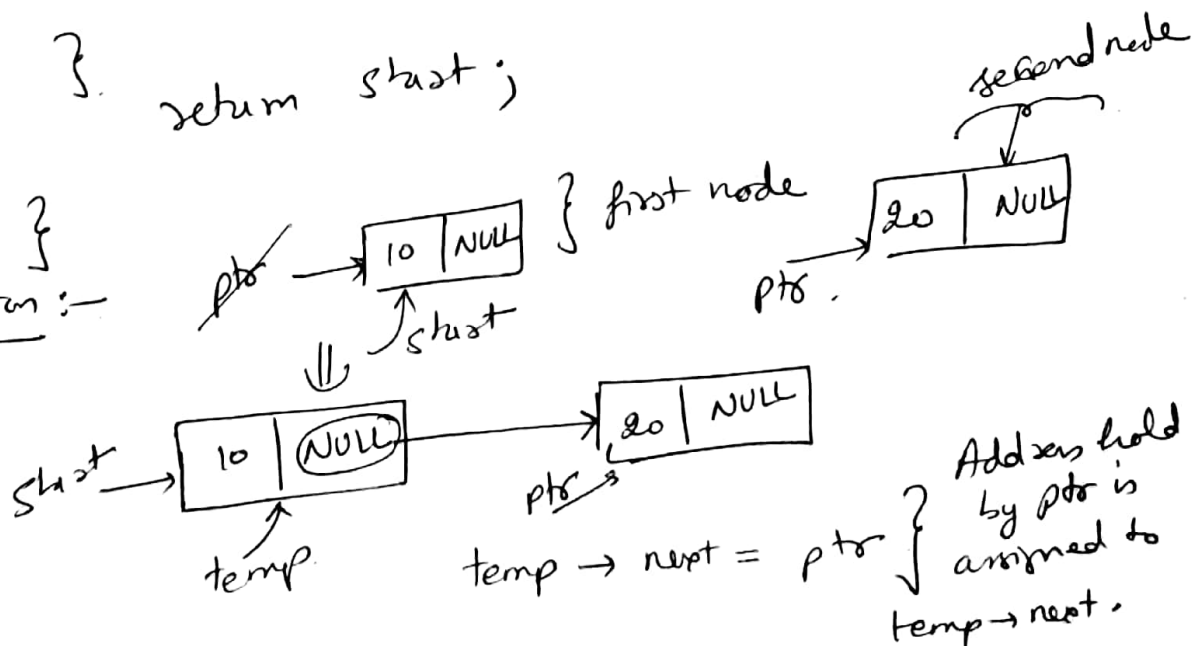 }
return start;
second node
}
ptr
10 | NULL
} first node
20 | NULL
ptr.
:-
start
⇓
start
10 | NULL
20 | NULL
ptr
temp
temp → next = ptr }
Address hold
by ptr is
assigned to
temp → next.